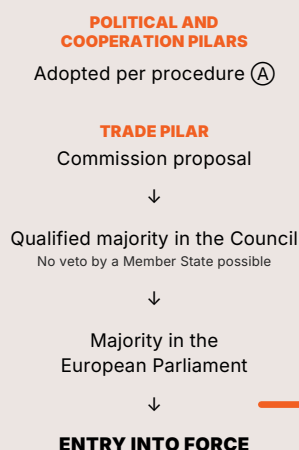 POLITICAL AND
COOPERATION PILARS
Adopted per procedure Ⓐ
TRADE PILAR
Commission proposal
↓
Qualified majority in the Council
No veto by a Member State possible
↓
Majority in the
European Parliament
↓
ENTRY INTO FORCE